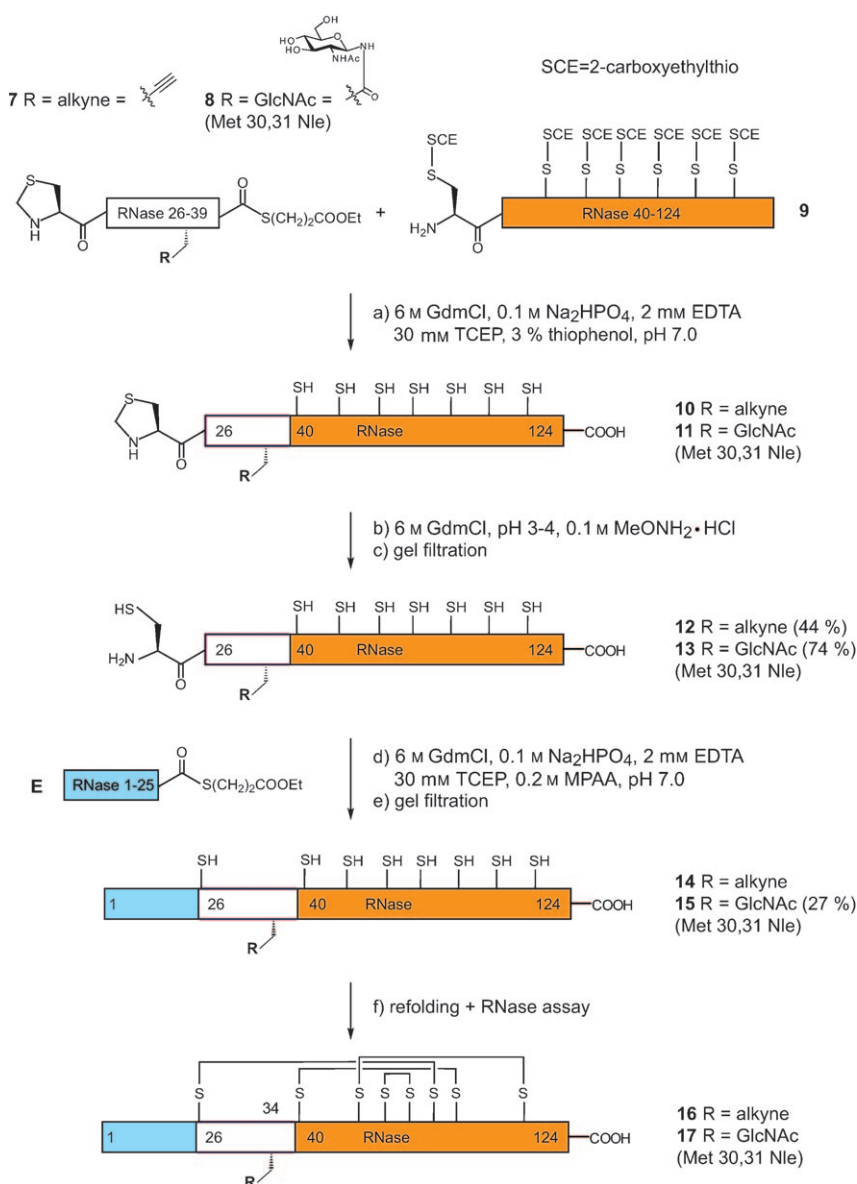 OH
HO
O
HO
NH
NHAc
O
SCE=2-carboxyethylthio
7 R = alkyne =
8 R = GlcNAc =
(Met 30,31 Nle)
SCE
SCE SCE SCE SCE SCE SCE
S
S S S S S S
S
N
H
O
RNase 26-39
O
S(CH2)2COOEt
R
+
H2N
O
RNase 40-124
9
a) 6 M GdmCl, 0.1 M Na2HPO4, 2 mM EDTA
30 mM TCEP, 3 % thiophenol, pH 7.0
SH SH SH SH SH SH SH
S
N
H
O
26
40
RNase
124
COOH
R
10 R = alkyne
11 R = GlcNAc
(Met 30,31 Nle)
b) 6 M GdmCl, pH 3-4, 0.1 M MeONH2•HCl
c) gel filtration
HS
SH SH SH SH SH SH SH
H2N
O
26
40
RNase
124
COOH
R
12 R = alkyne (44 %)
13 R = GlcNAc (74 %)
(Met 30,31 Nle)
E
RNase 1-25
O
S(CH2)2COOEt
d) 6 M GdmCl, 0.1 M Na2HPO4, 2 mM EDTA
30 mM TCEP, 0.2 M MPAA, pH 7.0
e) gel filtration
SH SH SH SH SH SH SH SH
1
26
40
RNase
124
COOH
R
14 R = alkyne
15 R = GlcNAc (27 %)
(Met 30,31 Nle)
f) refolding + RNase assay
S S S S S S S S
34
1
26
40
RNase
124
COOH
R
16 R = alkyne
17 R = GlcNAc
(Met 30,31 Nle)